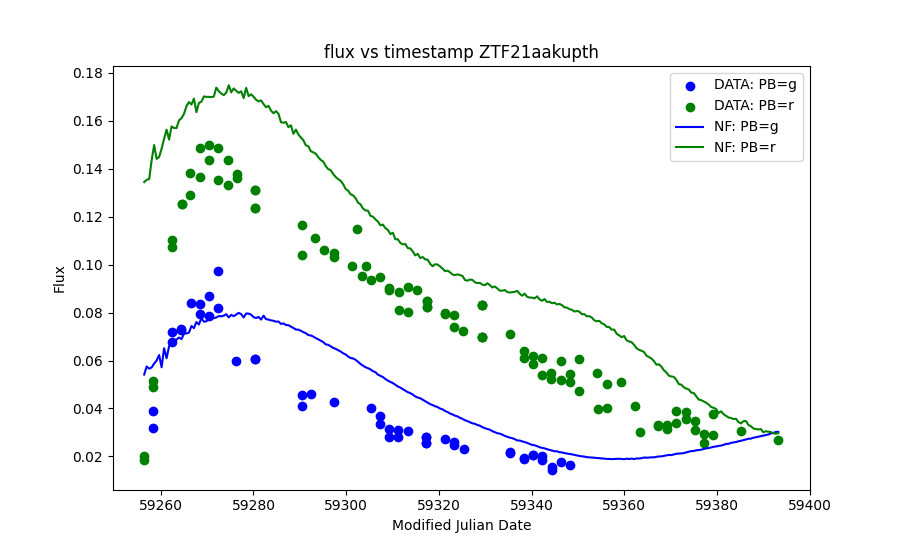 flux vs timestamp ZTF21aakupth
0.18
0.16
0.14
0.12
0.10
0.08
0.06
0.04
0.02
Flux
DATA: PB=g
DATA: PB=r
NF: PB=g
NF: PB=r
59260 59280 59300 59320 59340 59360 59380 59400
Modified Julian Date